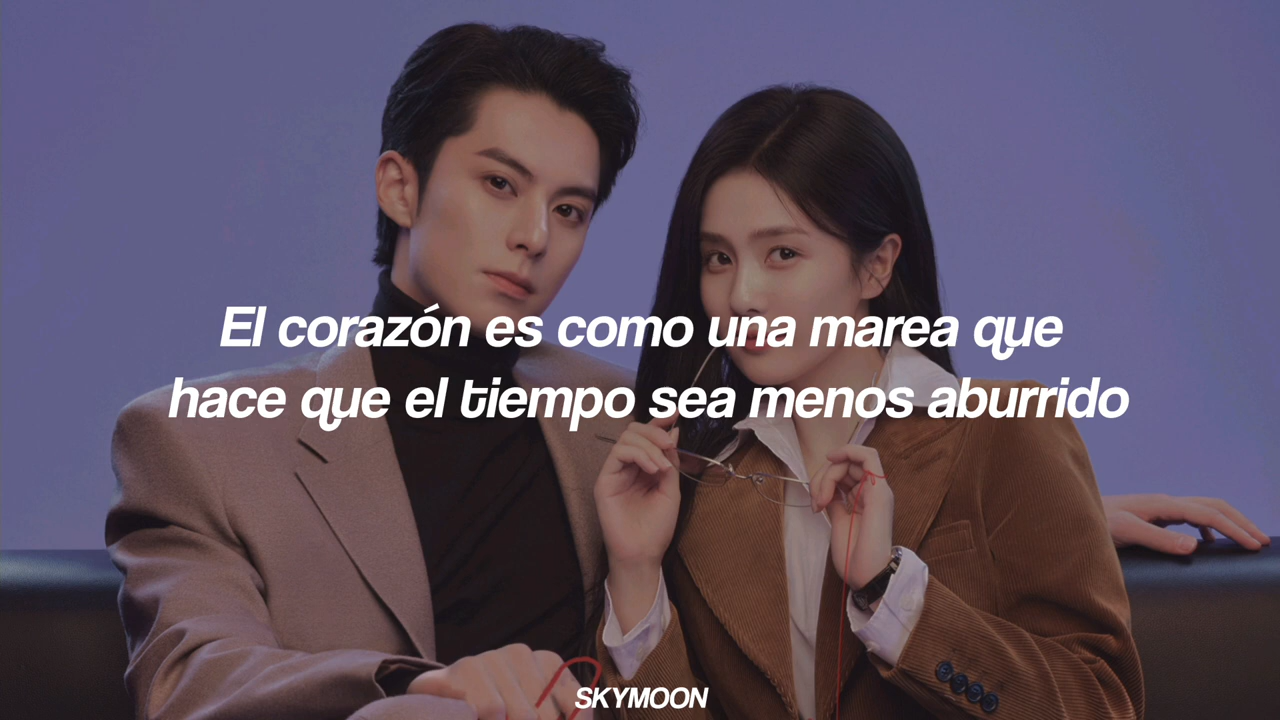 El corazón es como una marea que
hace que el tiempo sea menos aburrido
SKYMOON